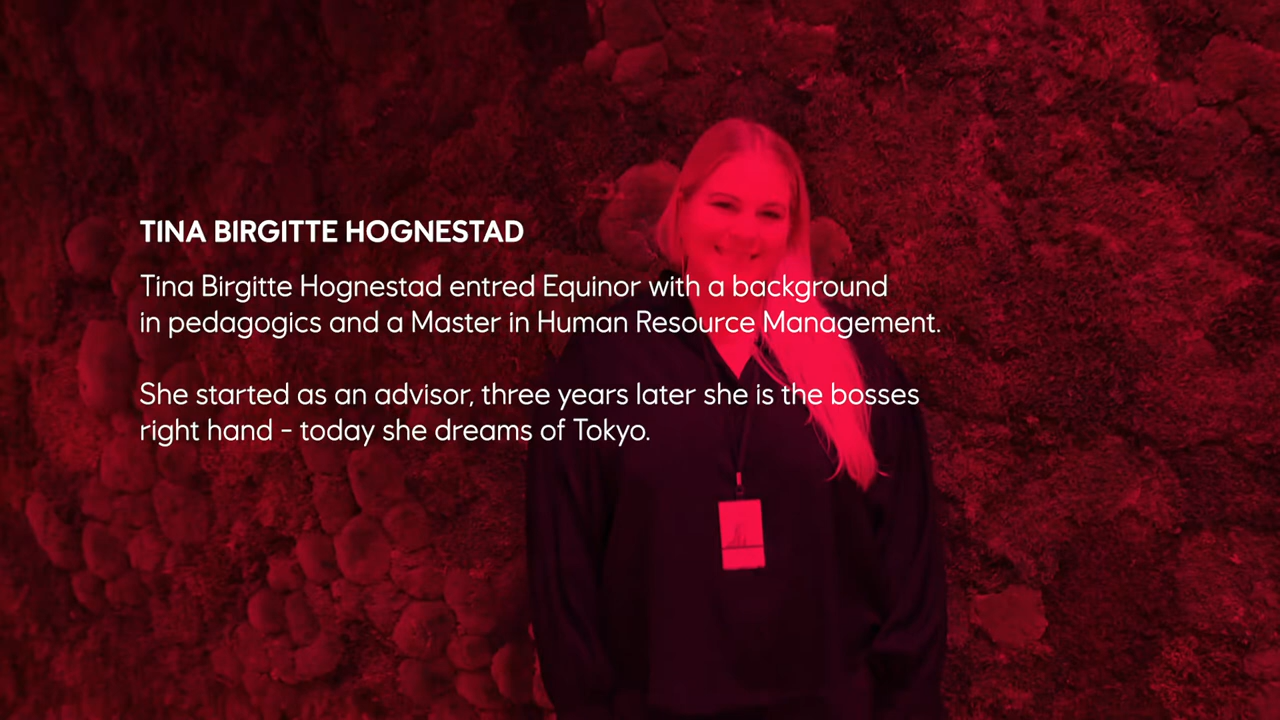 TINA BIRGITTE HOGNESTAD
Tina Birgitte Hognestad entred Equinor with a background
in pedagogics and a Master in Human Resource Management.
She started as an advisor, three years later she is the bosses
right hand - today she dreams of Tokyo.